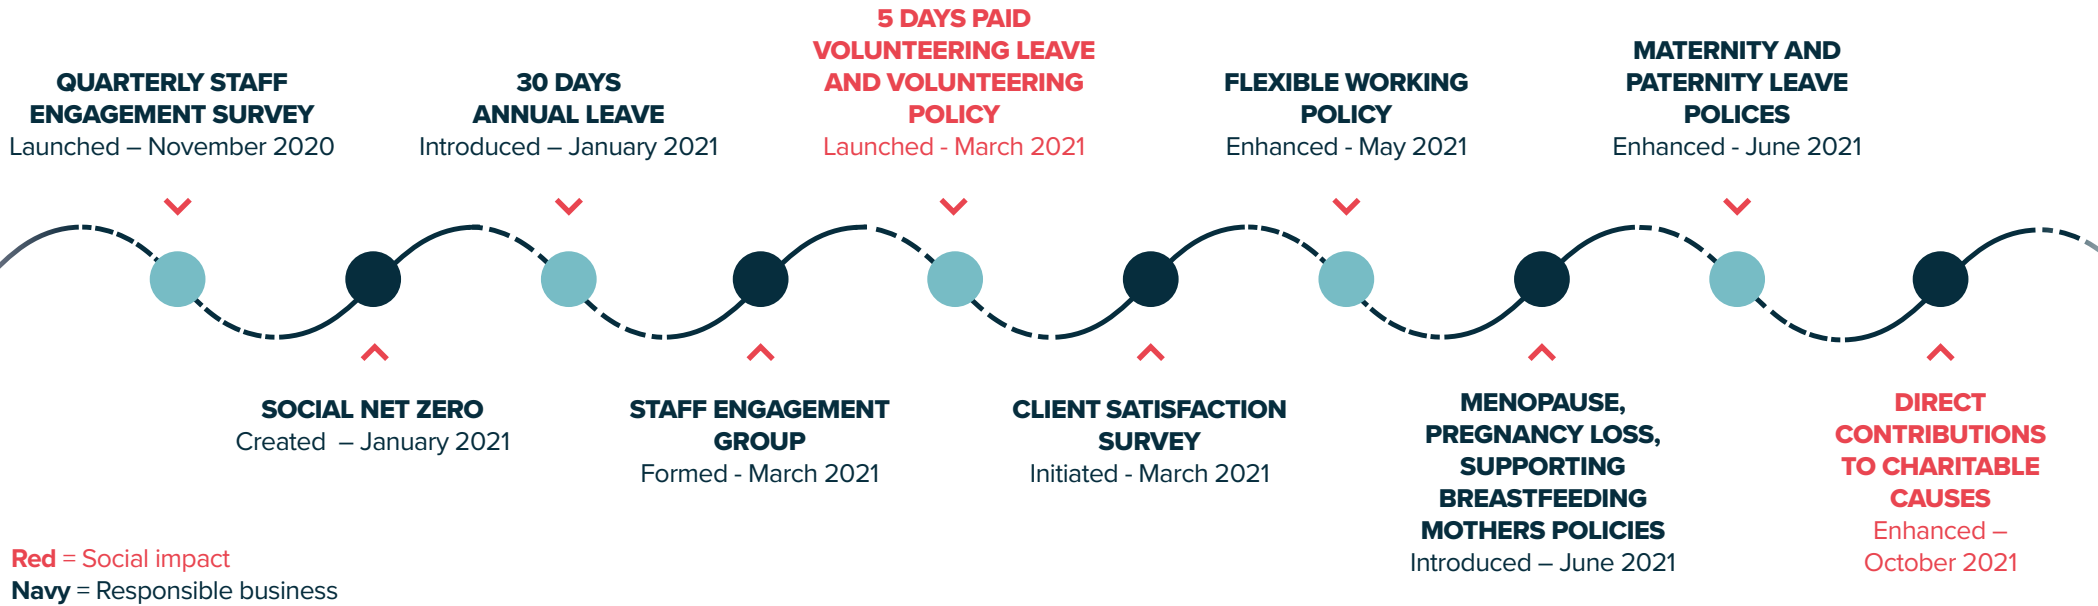 QUARTERLY STAFF
ENGAGEMENT SURVEY
Launched – November 2020
SOCIAL NET ZERO
Created  – January 2021
30 DAYS
ANNUAL LEAVE
Introduced – January 2021
STAFF ENGAGEMENT
GROUP
Formed - March 2021
5 DAYS PAID
VOLUNTEERING LEAVE
AND VOLUNTEERING
POLICY
Launched - March 2021
CLIENT SATISFACTION
SURVEY
Initiated - March 2021
FLEXIBLE WORKING
POLICY
Enhanced - May 2021
MENOPAUSE,
PREGNANCY LOSS,
SUPPORTING
BREASTFEEDING
MOTHERS POLICIES
Introduced – June 2021
MATERNITY AND
PATERNITY LEAVE
POLICES
Enhanced - June 2021
DIRECT
CONTRIBUTIONS
TO CHARITABLE
CAUSES
Enhanced –
October 2021
Red = Social impact
Navy = Responsible business